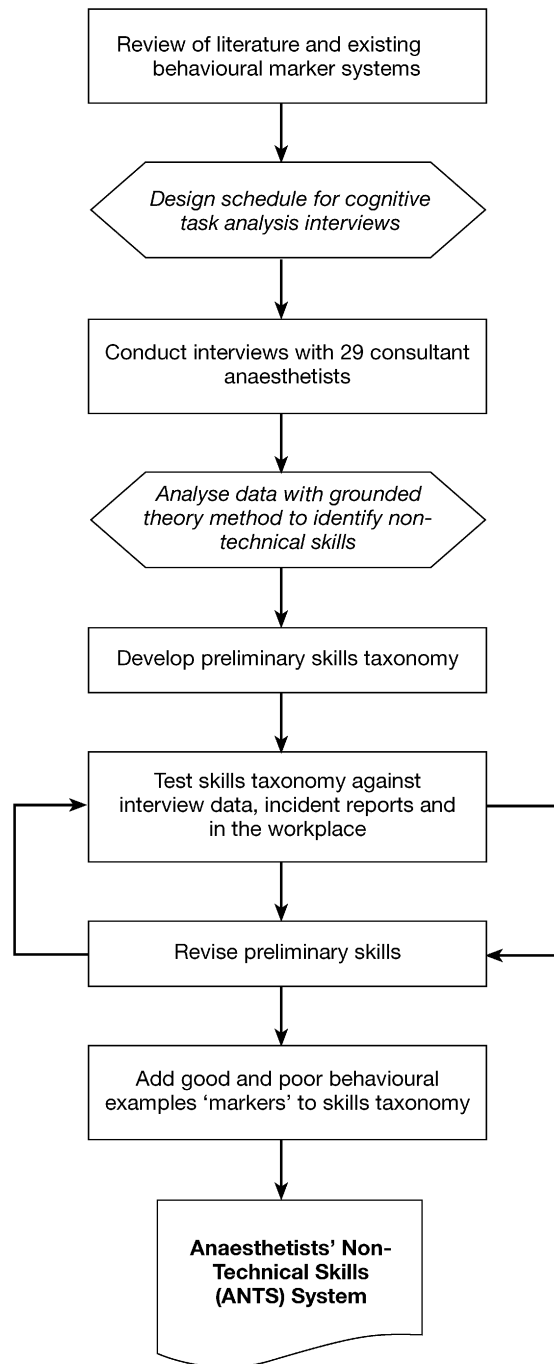 Review of literature and existing
behavioural marker systems
Design schedule for cognitive
task analysis interviews
Conduct interviews with 29 consultant
anaesthetists
Analyse data with grounded
theory method to identify non-
technical skills
Develop preliminary skills taxonomy
Test skills taxonomy against
interview data, incident reports and
in the workplace
Revise preliminary skills
Add good and poor behavioural
examples ‘markers’ to skills taxonomy
Anaesthetists’ Non-
Technical Skills
(ANTS) System